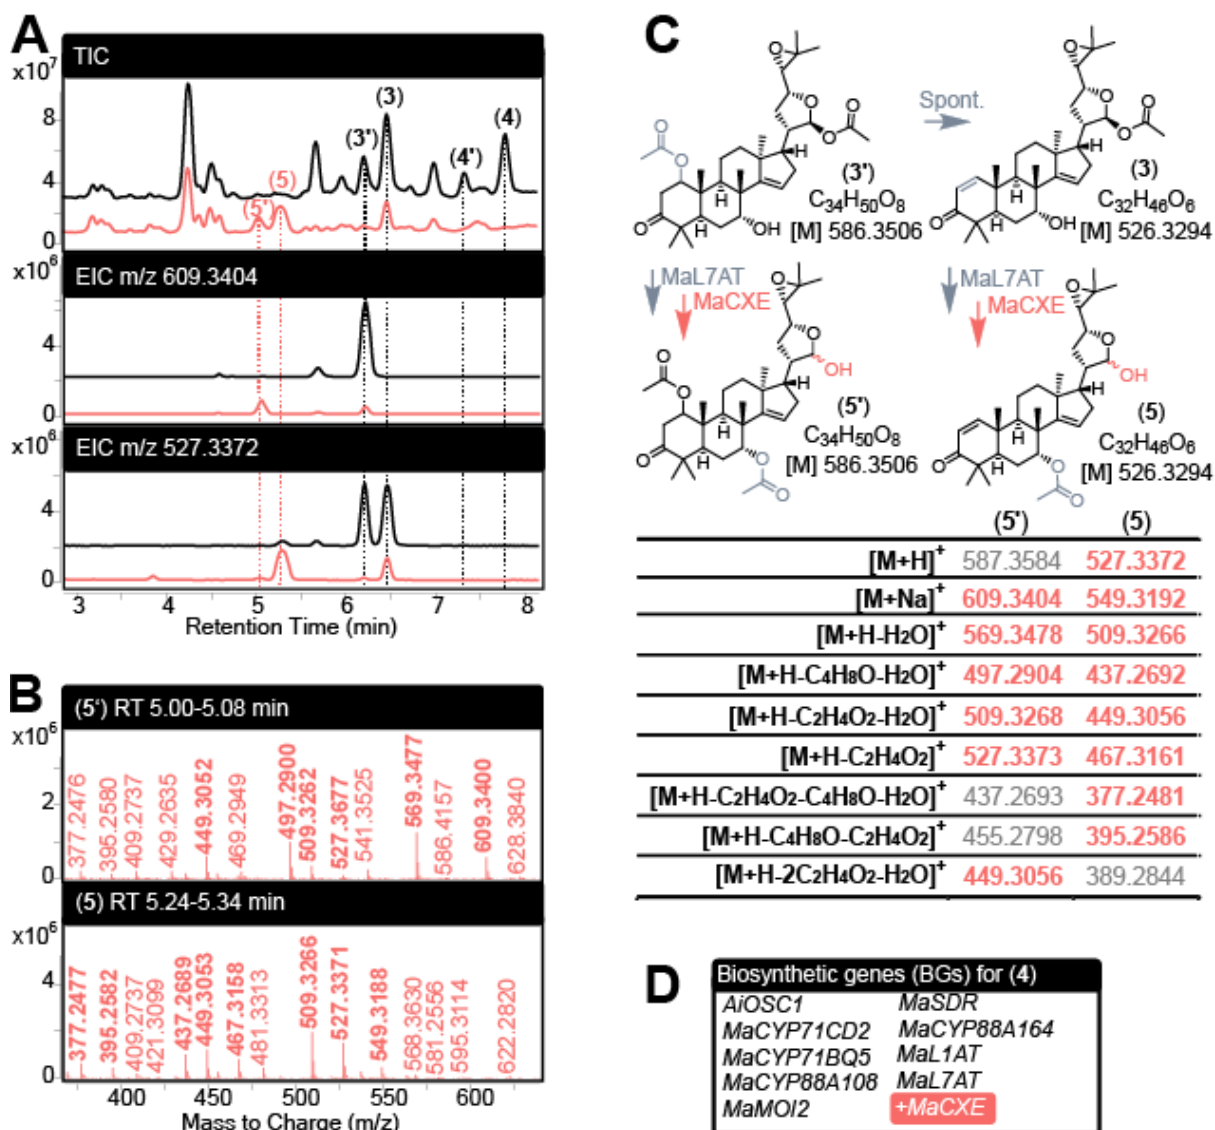 A
TIC
x10⁷
8
4
0
(3')
(3)
(4')
(4)
(5')
(5)
x10⁶
EIC m/z 609.3404
4
0
x10⁶
EIC m/z 527.3372
4
0
3 4 5 6 7 8
Retention Time (min)
B
(5') RT 5.00-5.08 min
x10⁶
2
0
377.2476
395.2580
409.2737
429.2635
449.3052
469.2949
497.2900
509.3262
527.3677
541.3525
569.3477
586.4157
609.3400
628.3840
(5) RT 5.24-5.34 min
x10⁶
4
0
377.2477
395.2582
409.2737
421.3099
437.2689
449.3053
467.3158
481.3313
509.3266
527.3371
549.3188
568.3630
581.2556
595.3114
622.2820
400 450 500 550 600
Mass to Charge (m/z)
C
O
O
O
O
O
O
OH
(3')
C₃₄H₅₀O₈
[M] 586.3506
H
H
H
Spont.
O
O
O
O
O
OH
H
H
H
(3)
C₃₂H₄₆O₆
[M] 526.3294
MaL7AT
MaCXE
MaL7AT
MaCXE
O
O
OH
O
O
O
O
O
H
H
H
(5')
C₃₄H₅₀O₈
[M] 586.3506
O
O
OH
O
O
O
H
H
H
(5)
C₃₂H₄₆O₆
[M] 526.3294
(5') (5)
[M+H]⁺ 587.3584 527.3372
[M+Na]⁺ 609.3404 549.3192
[M+H-H₂O]⁺ 569.3478 509.3266
[M+H-C₄H₈O-H₂O]⁺ 497.2904 437.2692
[M+H-C₂H₄O₂-H₂O]⁺ 509.3268 449.3056
[M+H-C₂H₄O₂]⁺ 527.3373 467.3161
[M+H-C₂H₄O₂-C₄H₈O-H₂O]⁺ 437.2693 377.2481
[M+H-C₄H₈O-C₂H₄O₂]⁺ 455.2798 395.2586
[M+H-2C₂H₄O₂-H₂O]⁺ 449.3056 389.2844
D
Biosynthetic genes (BGs) for (4)
AiOSC1 MaSDR
MaCYP71CD2 MaCYP88A164
MaCYP71BQ5 MaL1AT
MaCYP88A108 MaL7AT
MaMOI2 +MaCXE